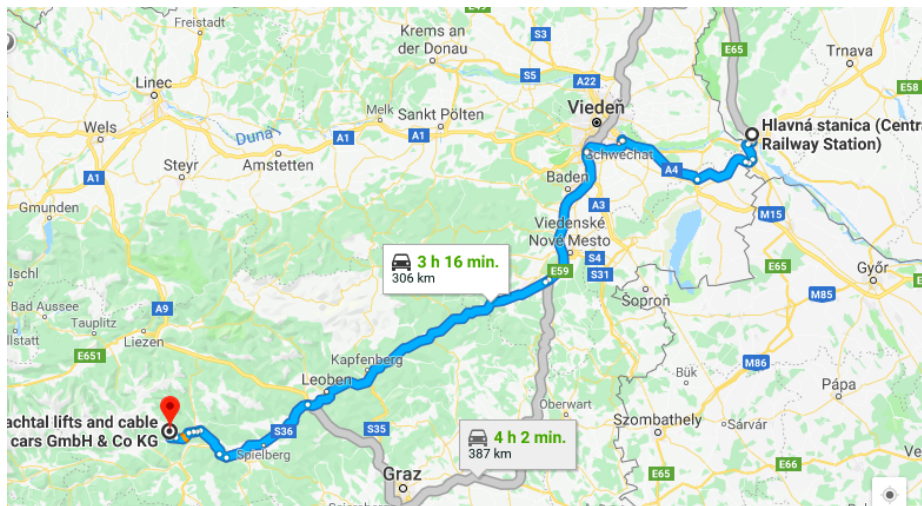 Freistadt
E49
Krems an
der Donau
S3
E65
Trnava
Linec
S5
A22
E58
Viedeň
Hlavná stanica (Centr
Railway Station)
Wels
Melk
Sankt Pölten
Dunaj
A1
A1
Schwechat
Steyr
Amstetten
A4
Baden
A1
A3
Gmunden
Viedenské
Nové Mesto
M15
3 h 16 min.
306 km
E59
S4
S31
E65
Győr
Ischl
Bad Aussee
A9
Soproň
M85
Tauplitz
Liezen
E651
Kapfenberg
M86
Leoben
Bük
Pápa
achtal lifts and cable
cars GmbH & Co KG
Oberwart
Szombathely
Sárvár
S36
S35
Spielberg
4 h 2 min.
387 km
E66
Graz